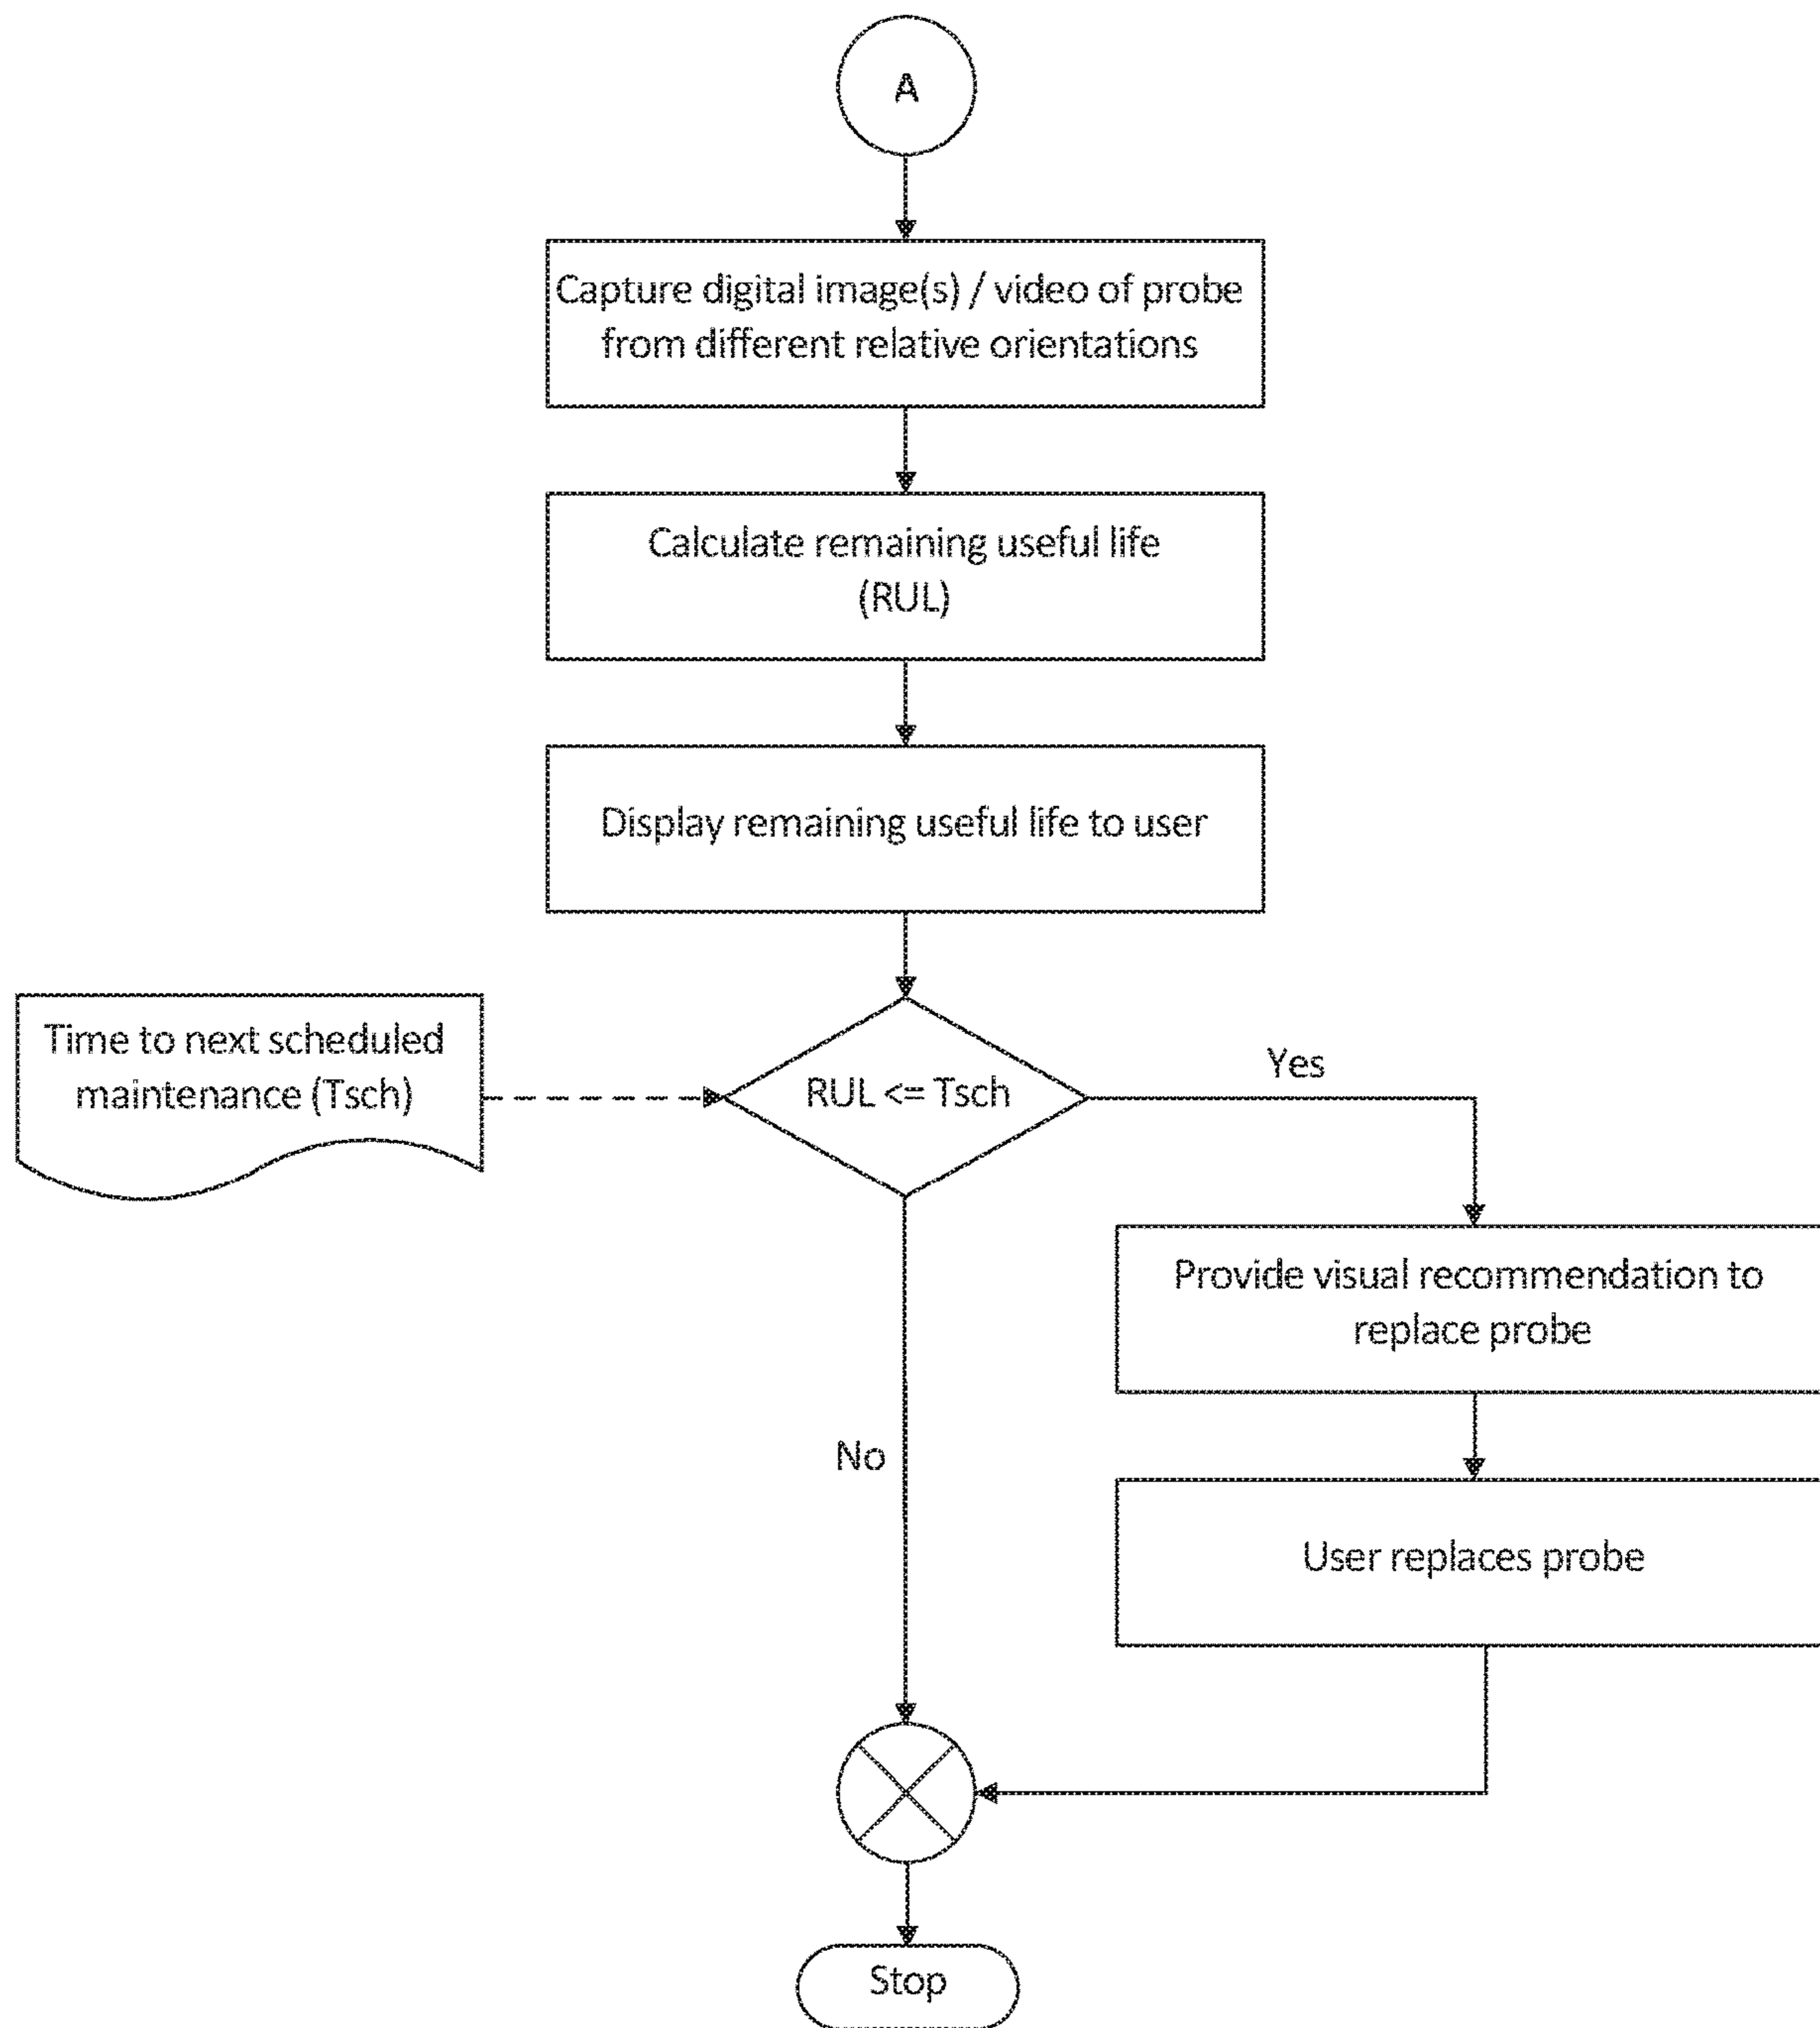 A
Capture digital image(s) / video of probe
from different relative orientations
Calculate remaining useful life
(RUL)
Display remaining useful life to user
Time to next scheduled
maintenance (Tsch)
RUL <= Tsch
Yes
Provide visual recommendation to
replace probe
No
User replaces probe
Stop